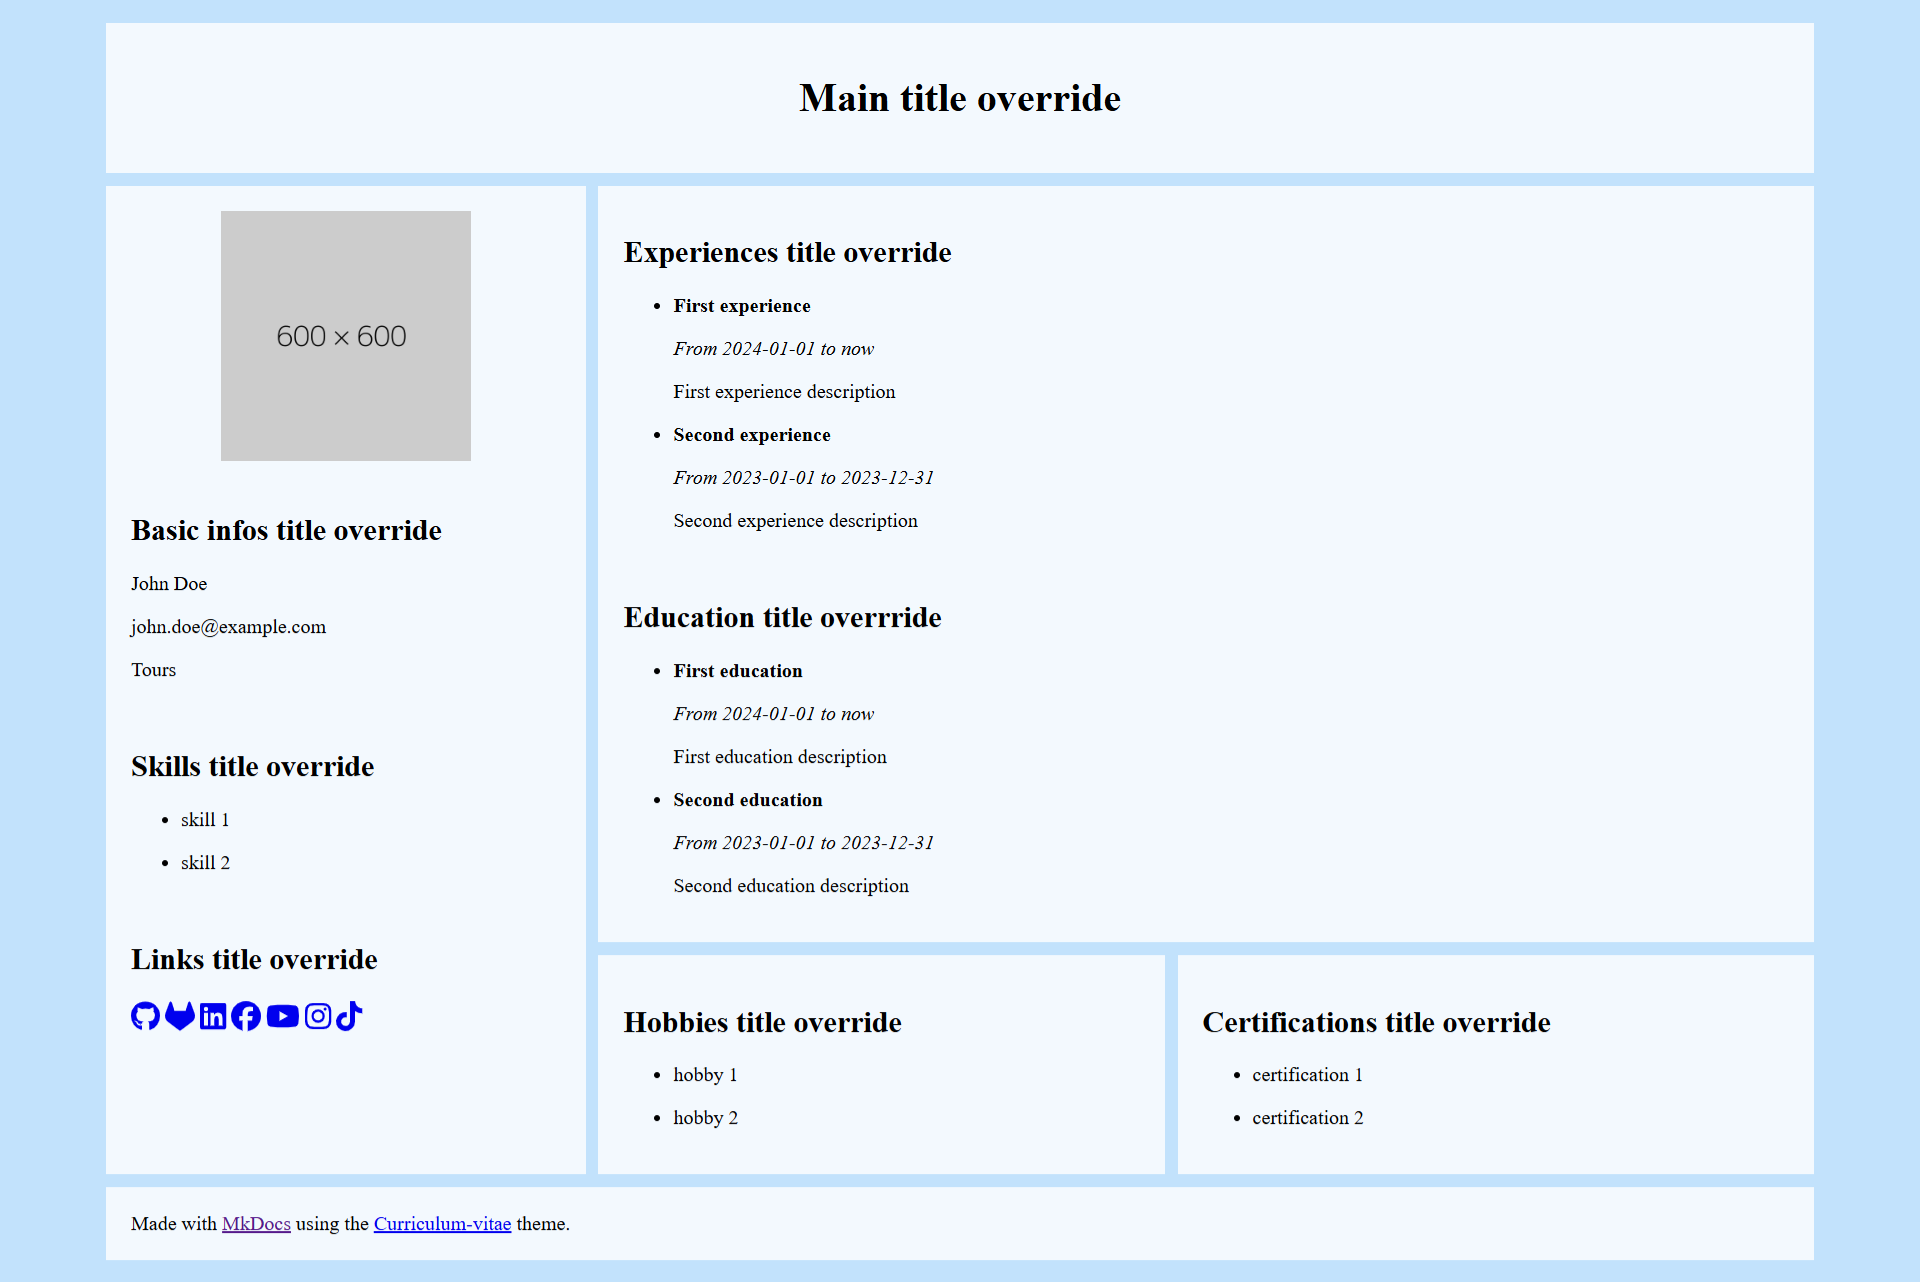 Main title override
600 × 600
Basic infos title override
John Doe
john.doe@example.com
Tours
Skills title override
skill 1
skill 2
Links title override
in
Experiences title override
First experience
From 2024-01-01 to now
First experience description
Second experience
From 2023-01-01 to 2023-12-31
Second experience description
Education title overrride
First education
From 2024-01-01 to now
First education description
Second education
From 2023-01-01 to 2023-12-31
Second education description
Hobbies title override
hobby 1
hobby 2
Certifications title override
certification 1
certification 2
Made with MkDocs using the Curriculum-vitae theme.